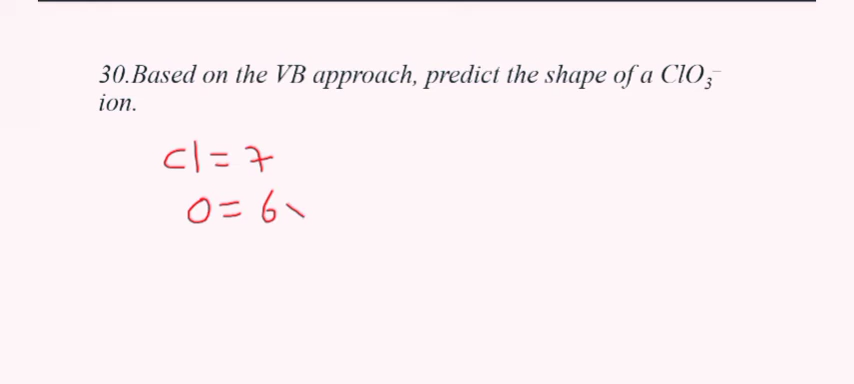 30.Based on the VB approach, predict the shape of a ClO₃⁻
ion.
Cl = 7
O = 6